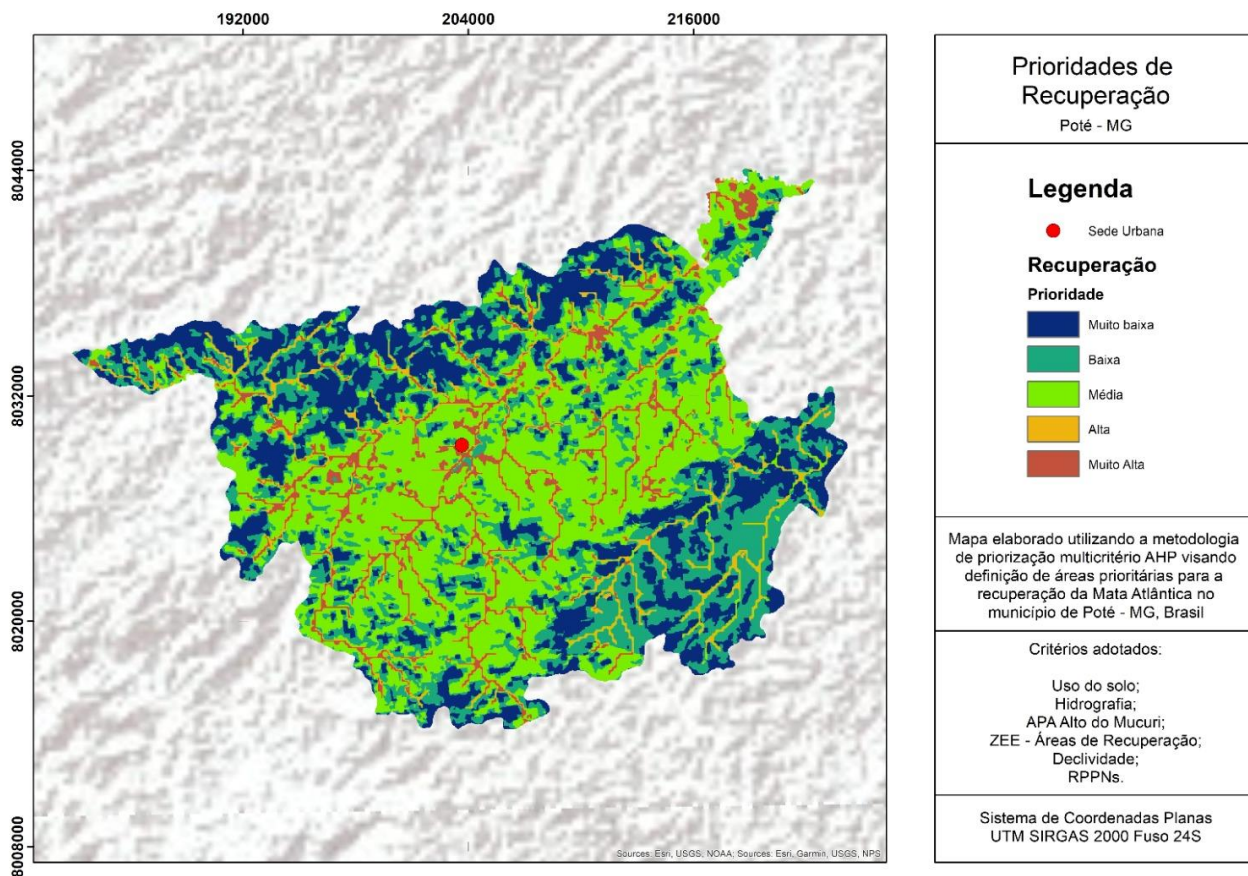 192000
204000
216000
8044000
8032000
8020000
8008000
Sources: Esri, USGS, NOAA; Sources: Esri, Garmin, USGS, NPS
Prioridades de
Recuperação
Poté - MG
Legenda
Sede Urbana
Recuperação
Prioridade
Muito baixa
Baixa
Média
Alta
Muito Alta
Mapa elaborado utilizando a metodologia
de priorização multicritério AHP visando
definição de áreas prioritárias para a
recuperação da Mata Atlântica no
município de Poté - MG, Brasil
Critérios adotados:
Uso do solo;
Hidrografia;
APA Alto do Mucuri;
ZEE - Áreas de Recuperação;
Declividade;
RPPNs.
Sistema de Coordenadas Planas
UTM SIRGAS 2000 Fuso 24S